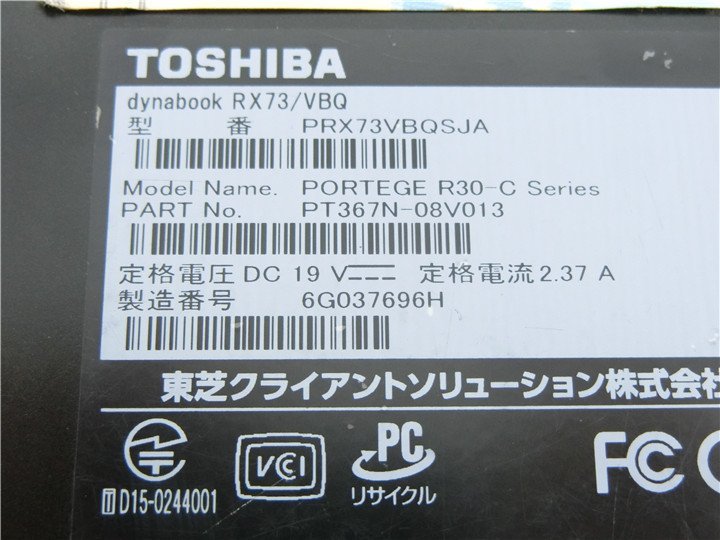 TOSHIBA
dynabook RX73/VBQ
型 番 PRX73VBQSJA
Model Name. PORTEGE R30-C Series
PART No. PT367N-08V013
定格電圧 DC 19 V 定格電流 2.37 A
製造番号 6G037696H
東芝クライアントソリューション株式会社
VCCI PC FC
リサイクル
T D15-0244001